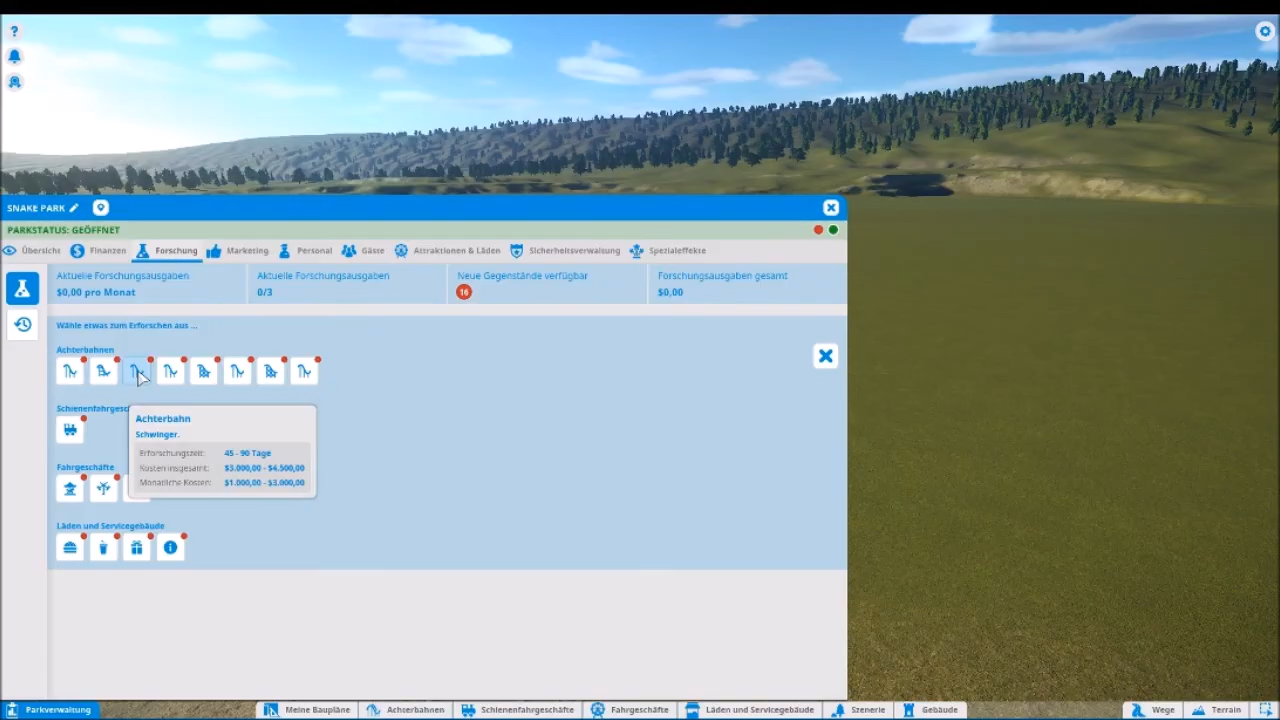 ?
SNAKE PARK
PARKSTATUS: GEÖFFNET
Übersicht Finanzen Forschung Marketing Personal Gäste Attraktionen & Läden Sicherheitsverwaltung Spezialeffekte
Aktuelle Forschungsausgaben Aktuelle Forschungsausgaben Neue Gegenstände verfügbar Forschungsausgaben gesamt
$0,00 pro Monat 0/3 16 $0,00
Wähle etwas zum Erforschen aus ...
Achterbahnen
Schienenfahrgesc
Achterbahn
Schwinger.
Erforschungszeit: 45 - 90 Tage
Kosten insgesamt: $3.000,00 - $4.500,00
Monatliche Kosten: $1.000,00 - $3.000,00
Fahrgeschäfte
Läden und Servicegebäude
Parkverwaltung Meine Baupläne Achterbahnen Schienenfahrgeschäfte Fahrgeschäfte Läden und Servicegebäude Szenerie Gebäude Wege Terrain